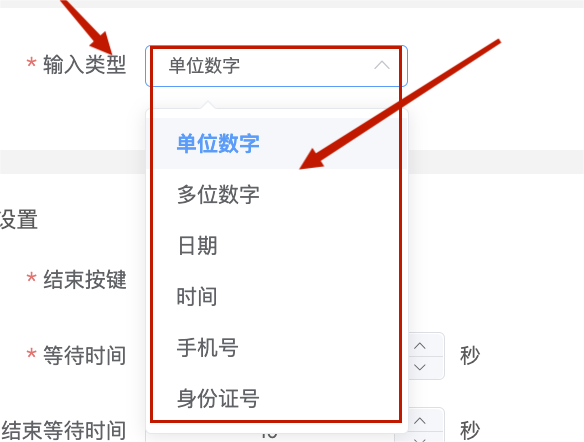 * 输入类型
单位数字
单位数字
多位数字
日期
设置
* 结束按键
时间
* 等待时间
秒
手机号
身份证号
结束等待时间
秒